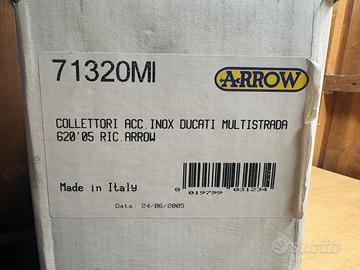 71320MI
ARROW
COLLETTORI ACC.INOX DUCATI MULTISTRADA
620'05 RIC.ARROW
Made in Italy
8 019799 031234
Data: 24/06/2005
Subito